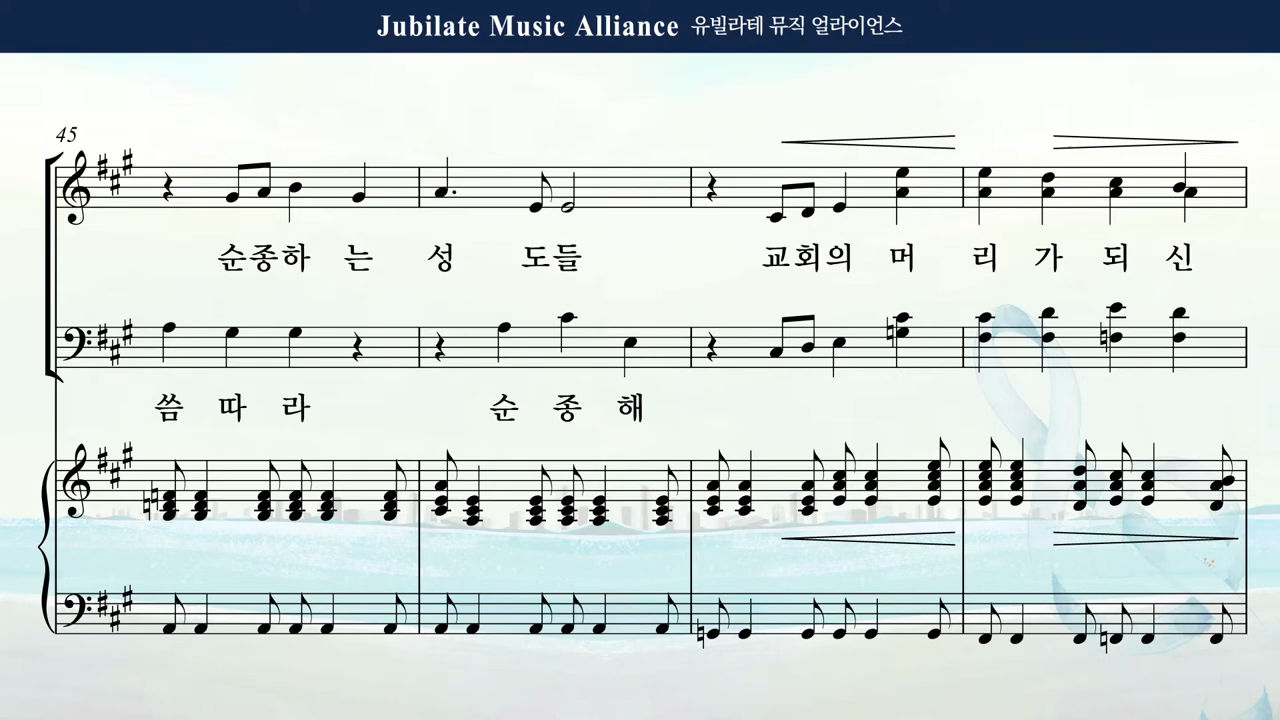 Jubilate Music Alliance 유빌라테 뮤직 얼라이언스
45
순종하 는 성 도들 교회의 머 리 가 되 신
씀 따 라 순 종 해